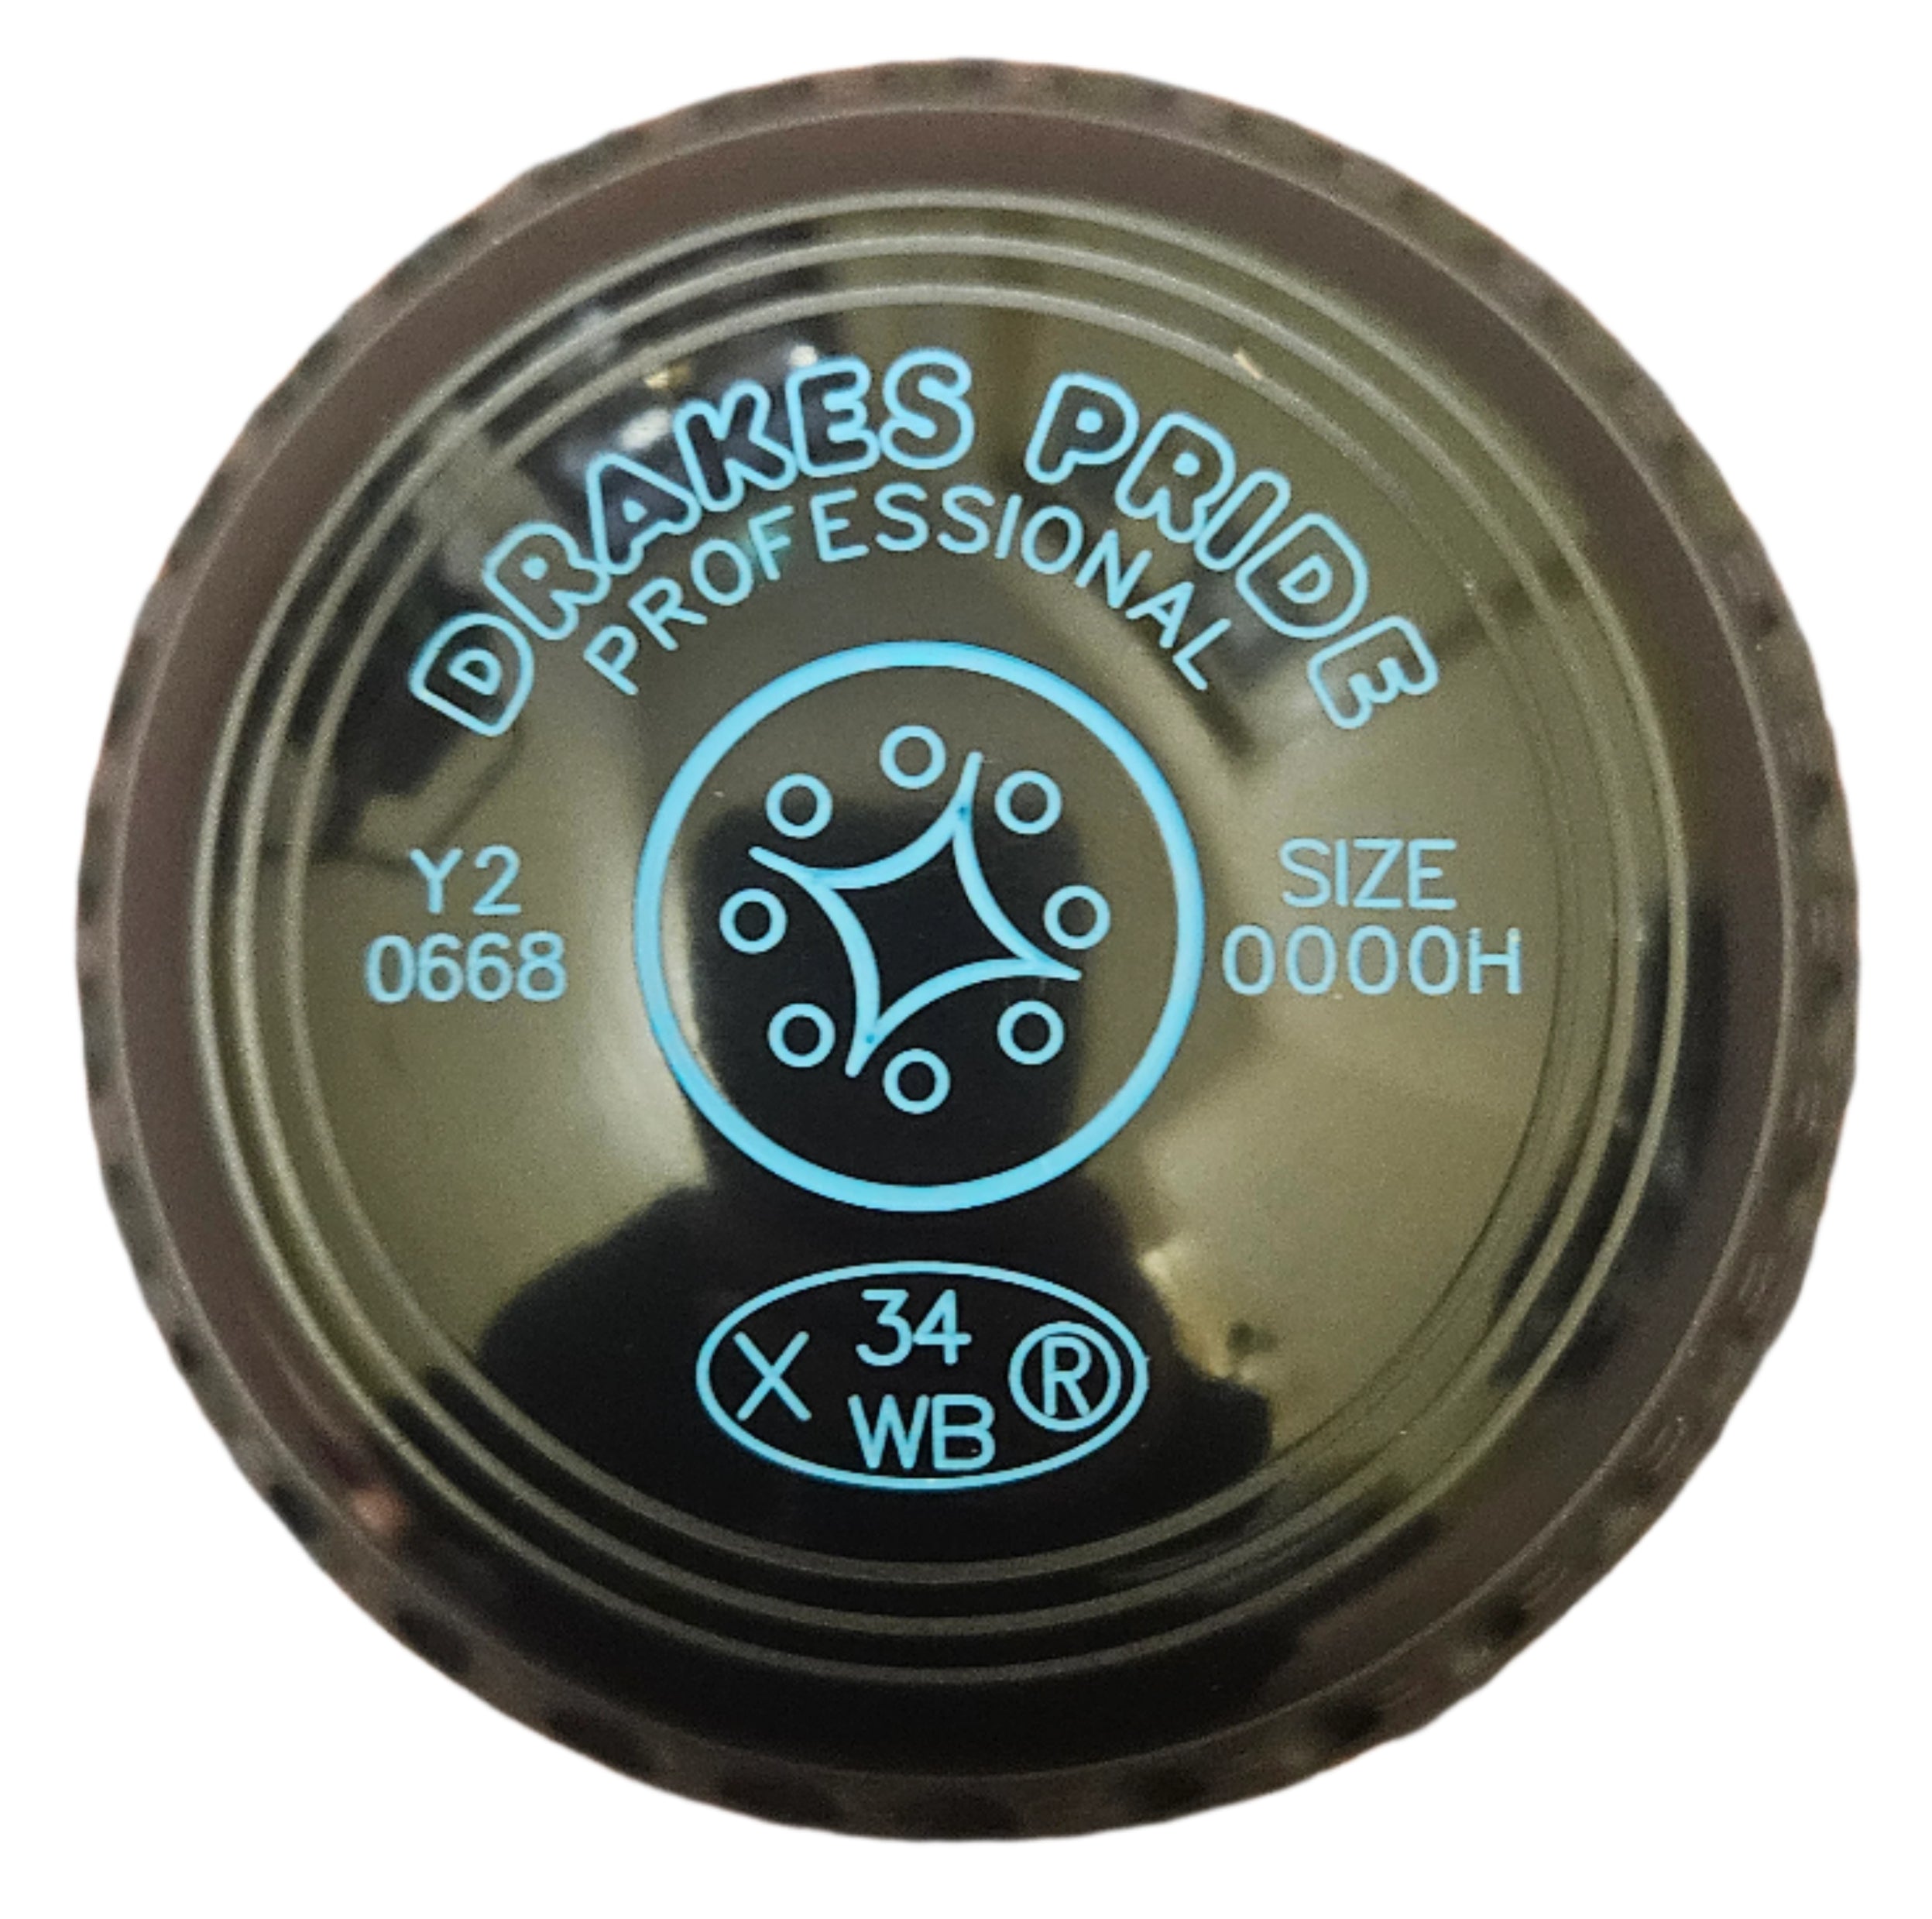 DRAKES PRIDE
PROFESSIONAL
Y2
0668
SIZE
0000H
X 34 ®
WB